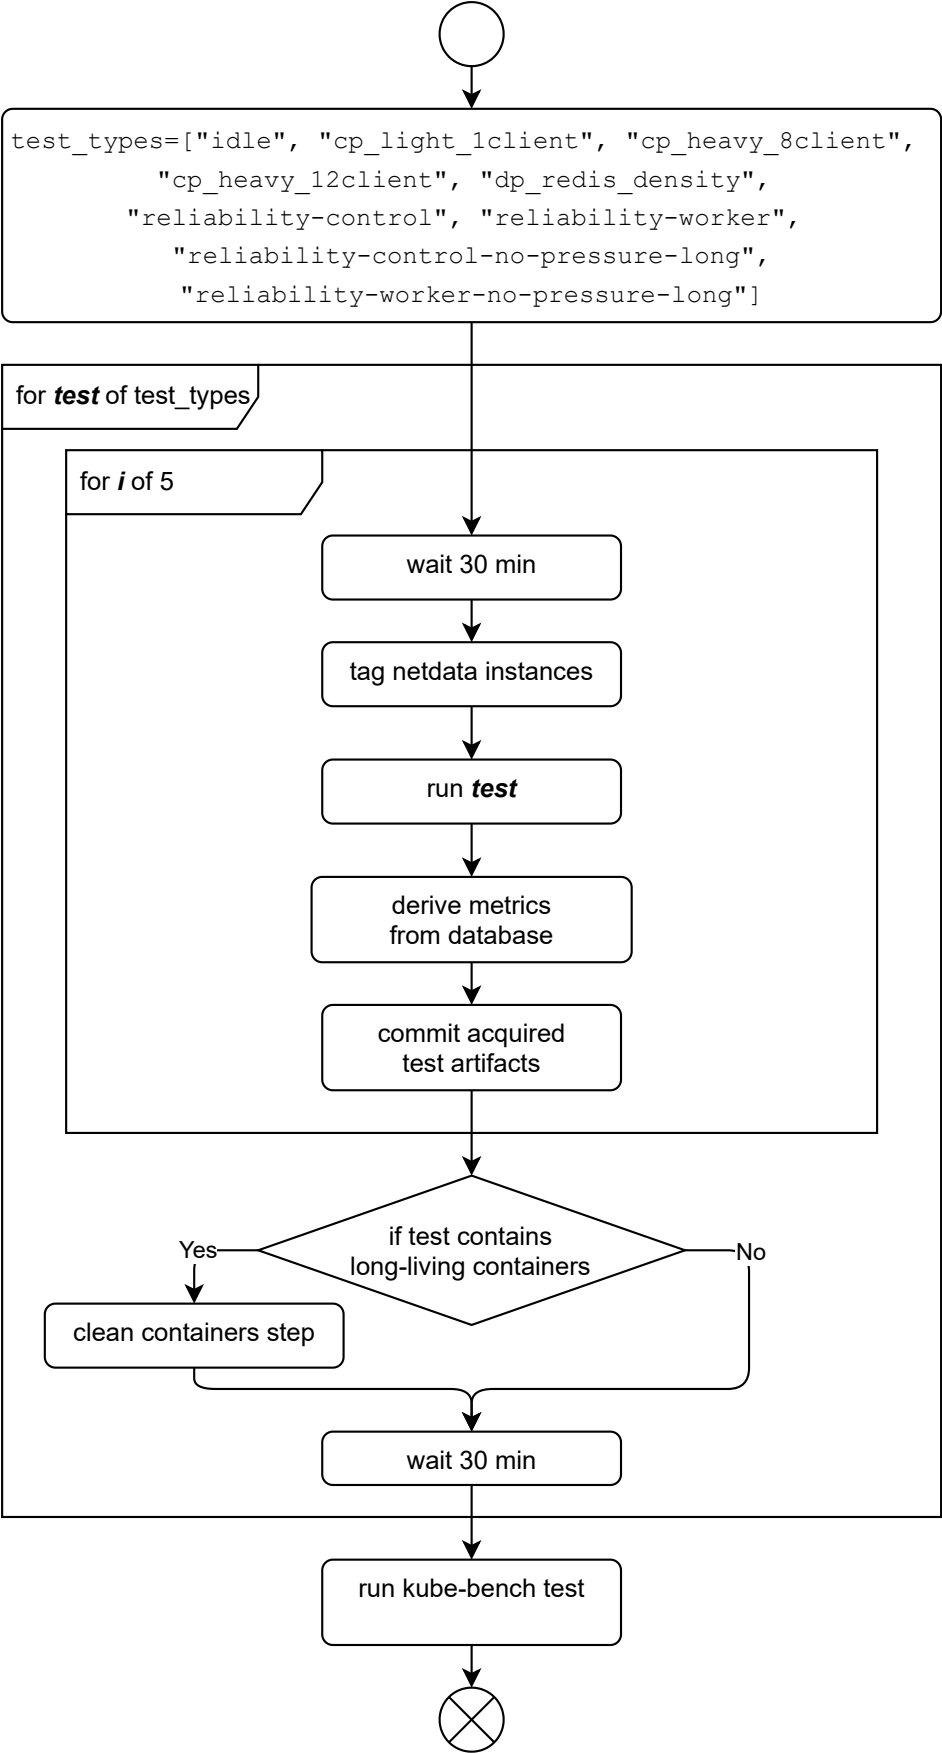 test_types=["idle", "cp_light_1client", "cp_heavy_8client",
"cp_heavy_12client", "dp_redis_density",
"reliability-control", "reliability-worker",
"reliability-control-no-pressure-long",
"reliability-worker-no-pressure-long"]
for test of test_types
for i of 5
wait 30 min
tag netdata instances
run test
derive metrics
from database
commit acquired
test artifacts
if test contains
long-living containers
Yes
No
clean containers step
wait 30 min
run kube-bench test